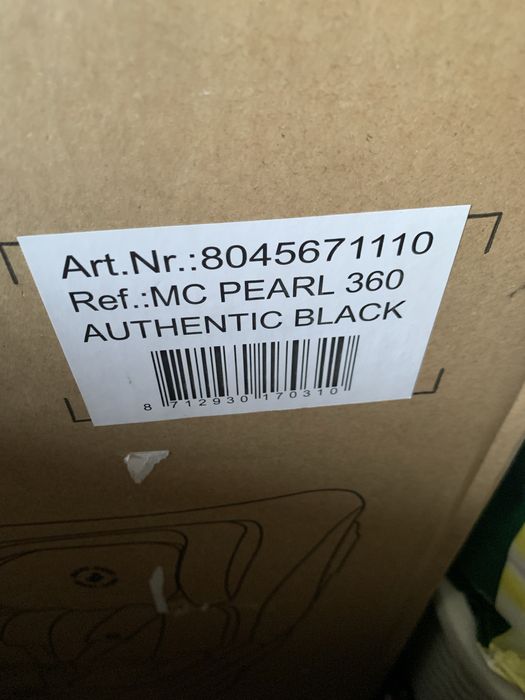 Art.Nr.:8045671110
Ref.:MC PEARL 360
AUTHENTIC BLACK
8 712930 170310